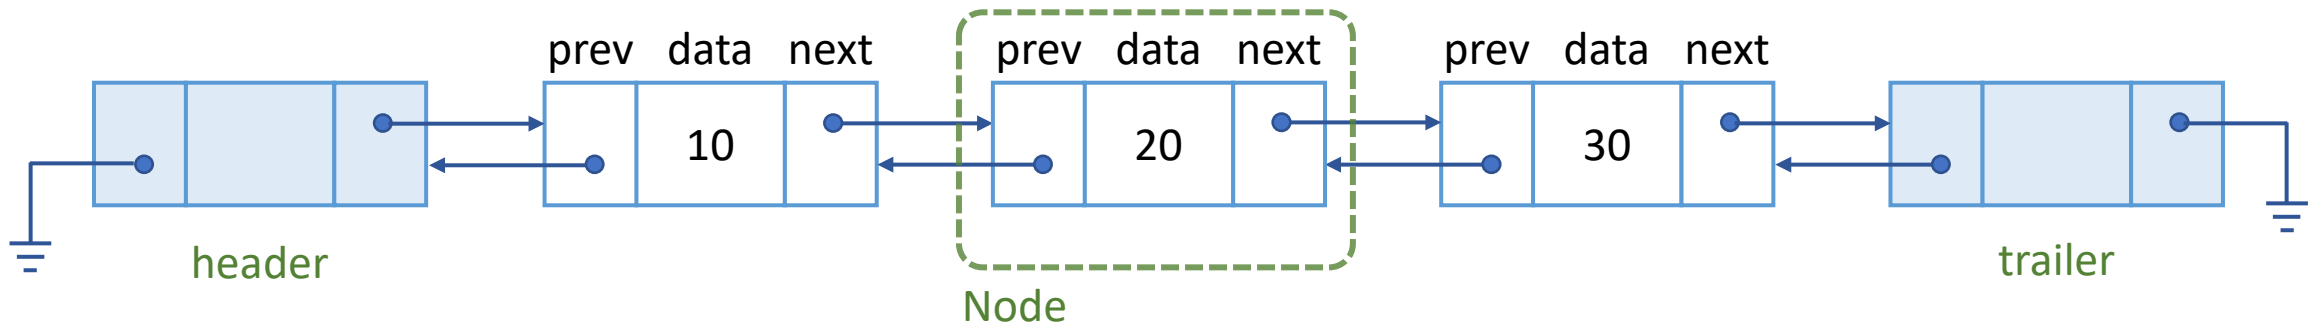 prev data next prev data next prev data next
10 20 30
header trailer
Node